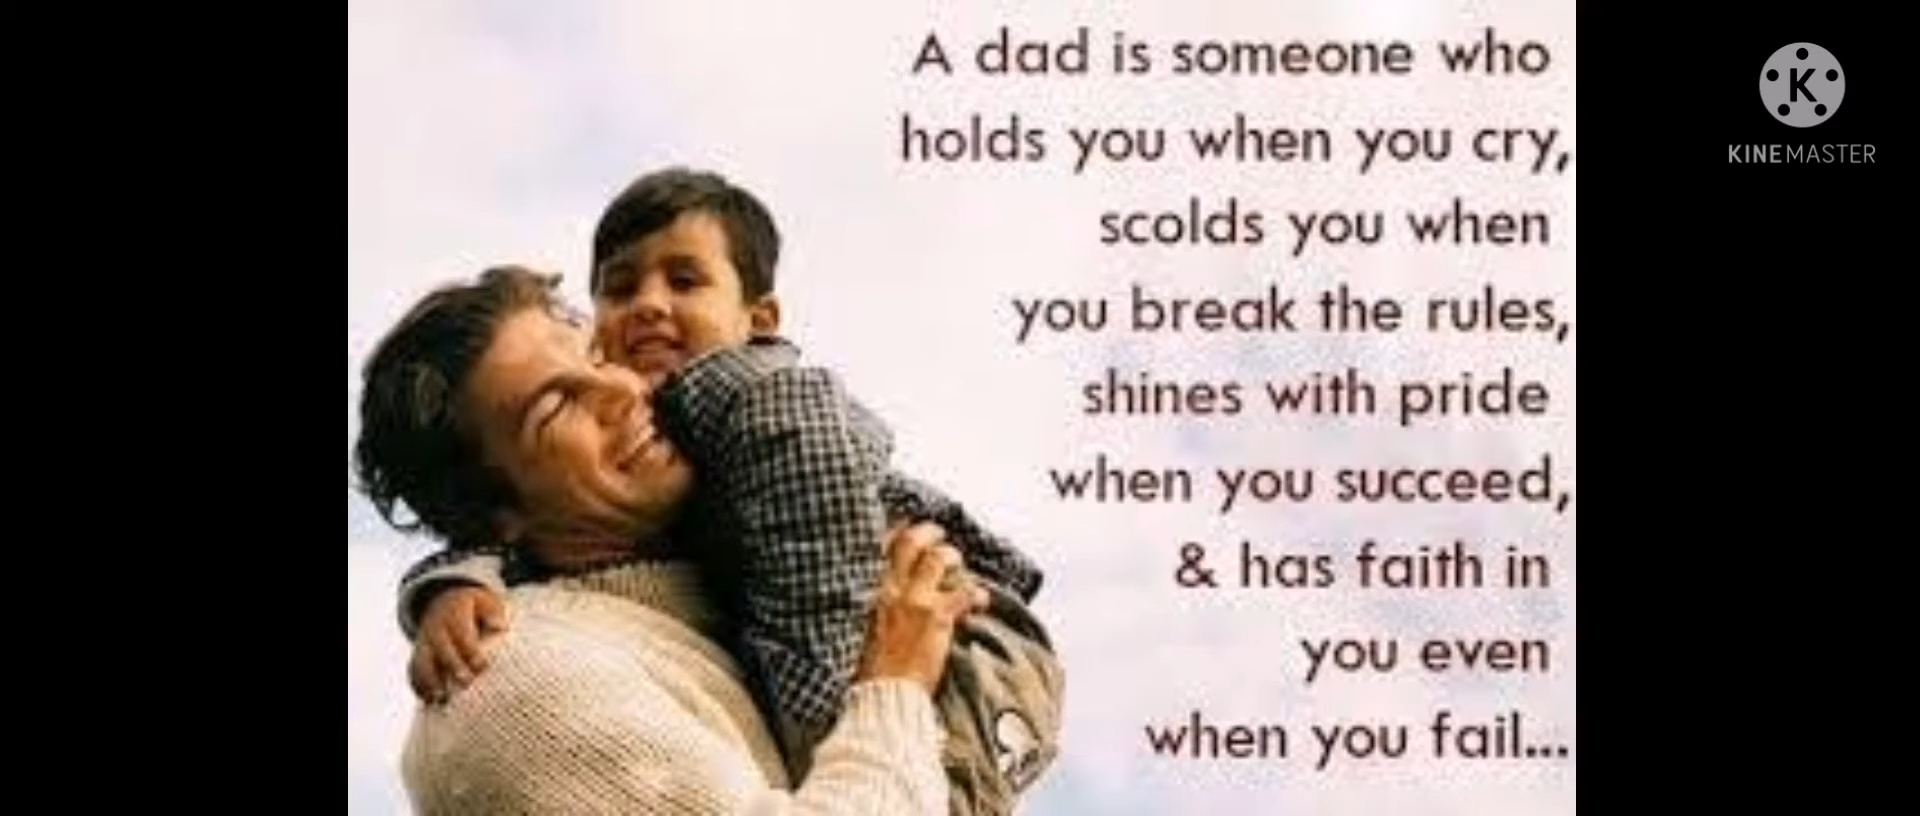 A dad is someone who
holds you when you cry,
scolds you when
you break the rules,
shines with pride
when you succeed,
& has faith in
you even
when you fail...
K
KINEMASTER